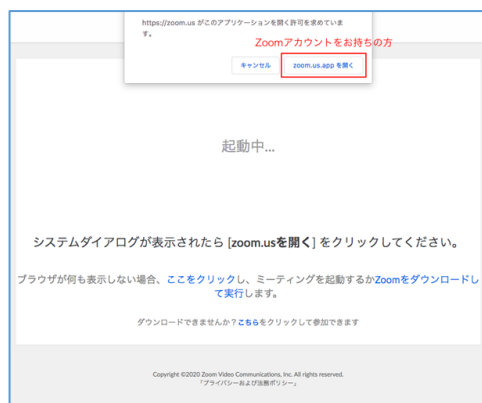 https://zoom.us がこのアプリケーションを開く許可を求めていま
す。
Zoomアカウントをお持ちの方
キャンセル
zoom.us.app を開く
起動中...
システムダイアログが表示されたら [zoom.usを開く] をクリックしてください。
ブラウザが何も表示しない場合、ここをクリックし、ミーティングを起動するかZoomをダウンロードし
て実行します。
ダウンロードできませんか？こちらをクリックして参加できます
Copyright ©2020 Zoom Video Communications, Inc. All rights reserved.
「プライバシーおよび法務ポリシー」